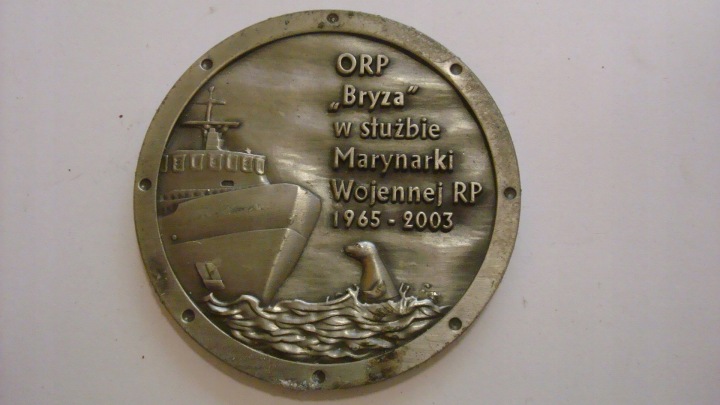 ORP
„Bryza”
w służbie
Marynarki
Wojennej RP
1965 - 2003